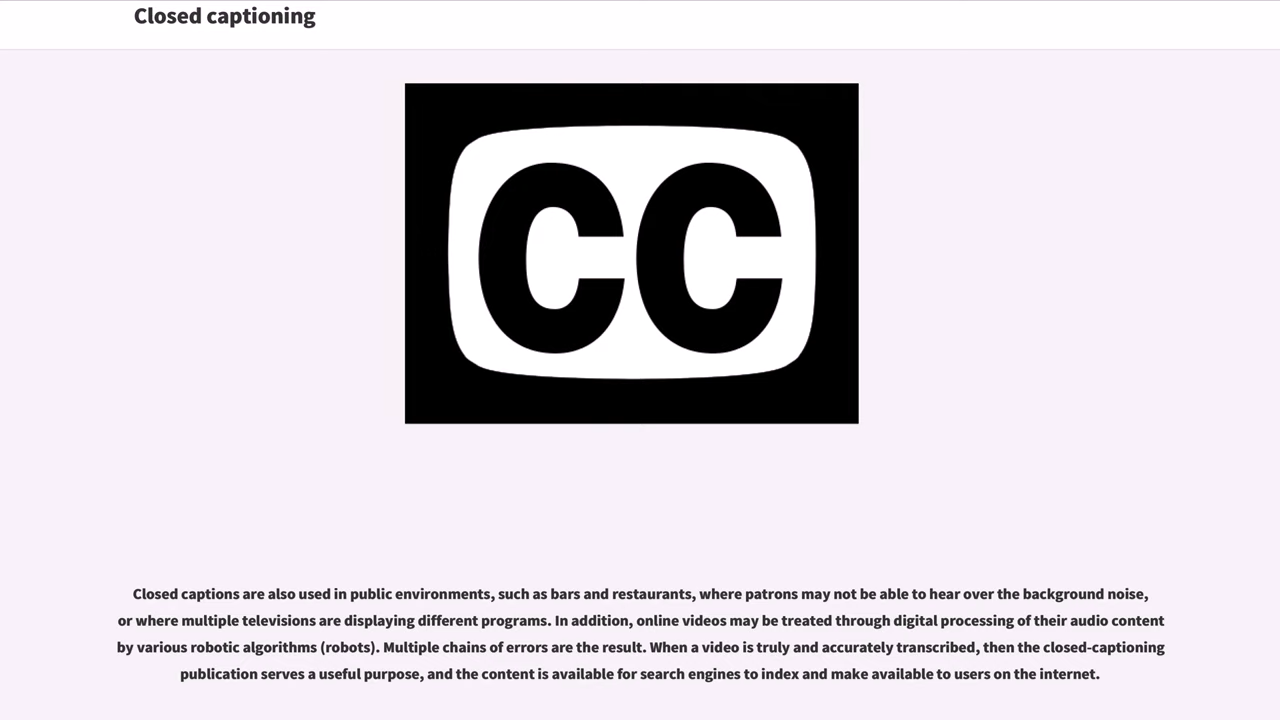 Closed captioning
CC
Closed captions are also used in public environments, such as bars and restaurants, where patrons may not be able to hear over the background noise,
or where multiple televisions are displaying different programs. In addition, online videos may be treated through digital processing of their audio content
by various robotic algorithms (robots). Multiple chains of errors are the result. When a video is truly and accurately transcribed, then the closed-captioning
publication serves a useful purpose, and the content is available for search engines to index and make available to users on the internet.